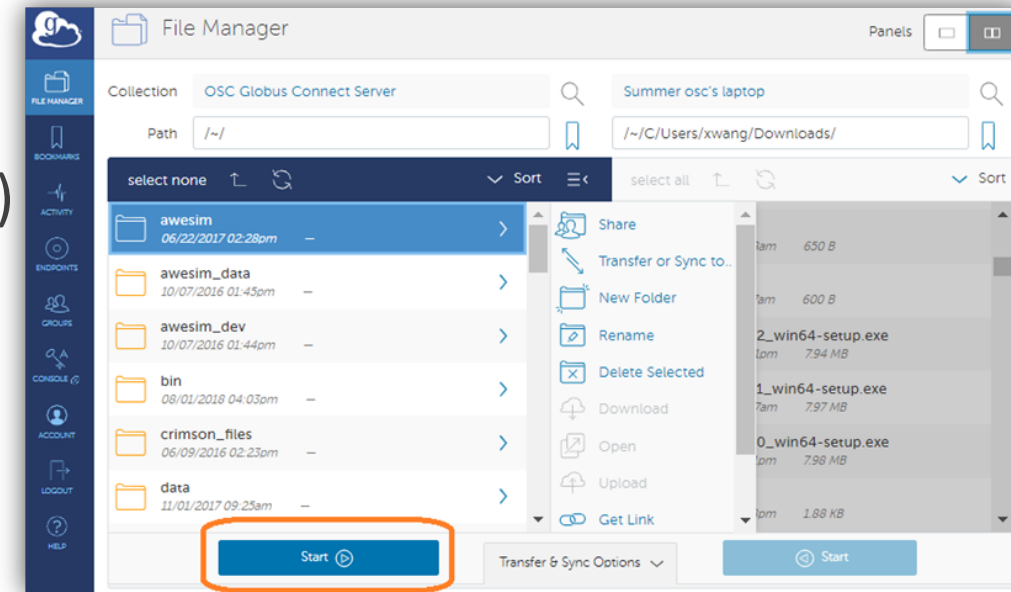 File Manager
Panels
FILE MANAGER
BOOKMARKS
ACTIVITY
ENDPOINTS
GROUPS
CONSOLE
ACCOUNT
LOGOUT
HELP
)
Collection OSC Globus Connect Server
Summer osc's laptop
Path /~/
/~/C/Users/xwang/Downloads/
select none
Sort
select all
Sort
awesim
06/22/2017 02:28pm —
awesim_data
10/07/2016 01:45pm —
awesim_dev
10/07/2016 01:44pm —
bin
08/01/2018 04:03pm —
crimson_files
06/09/2016 02:23pm —
data
11/01/2017 09:25am —
Share
Transfer or Sync to..
New Folder
Rename
Delete Selected
Download
Open
Upload
Get Link
650 B
600 B
2_win64-setup.exe
7.94 MB
1_win64-setup.exe
7.97 MB
0_win64-setup.exe
7.98 MB
1.88 KB
Start
Transfer & Sync Options
Start